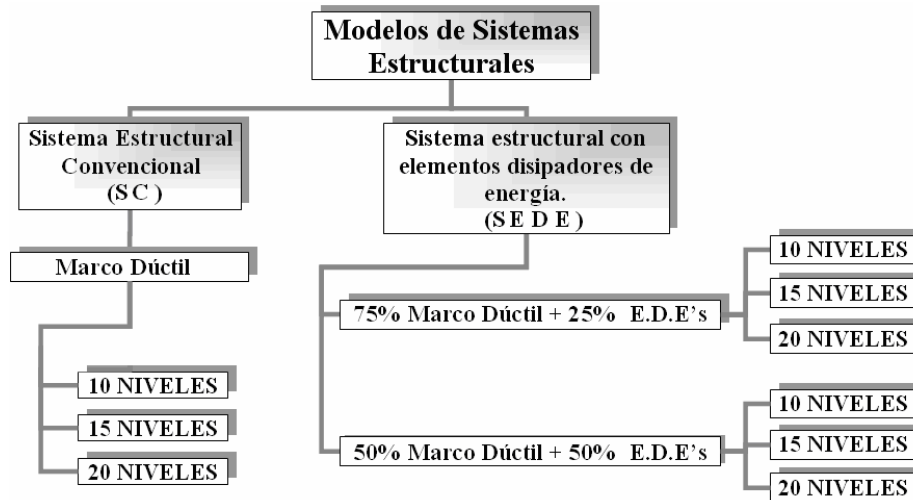 Modelos de Sistemas
Estructurales
Sistema Estructural
Convencional
(SC)
Marco Dúctil
10 NIVELES
15 NIVELES
20 NIVELES
Sistema estructural con
elementos disipadores de
energía.
(S E D E )
75% Marco Dúctil + 25% E.D.E's
10 NIVELES
15 NIVELES
20 NIVELES
50% Marco Dúctil + 50% E.D.E's
10 NIVELES
15 NIVELES
20 NIVELES